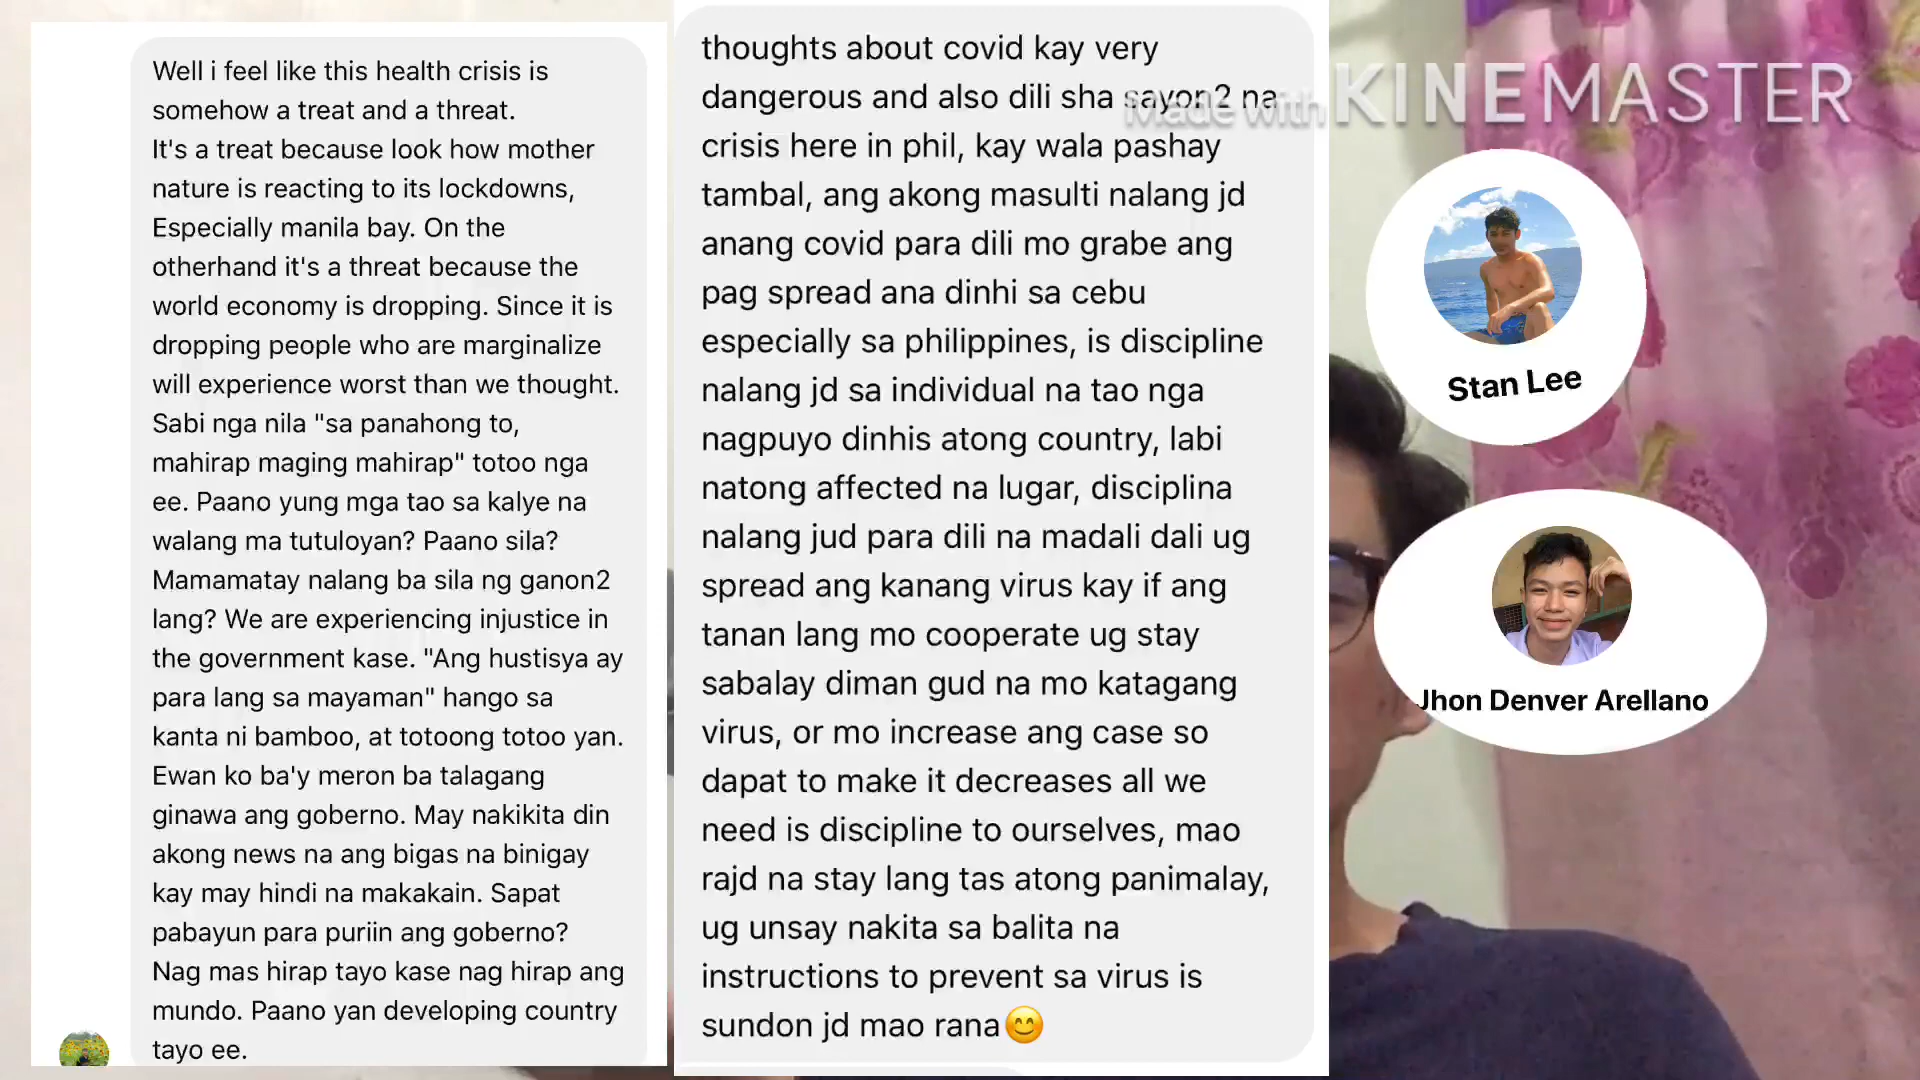 Well i feel like this health crisis is
somehow a treat and a threat.
It's a treat because look how mother
nature is reacting to its lockdowns,
Especially manila bay. On the
otherhand it's a threat because the
world economy is dropping. Since it is
dropping people who are marginalize
will experience worst than we thought.
Sabi nga nila "sa panahong to,
mahirap maging mahirap" totoo nga
ee. Paano yung mga tao sa kalye na
walang ma tutuloyan? Paano sila?
Mamamatay nalang ba sila ng ganon2
lang? We are experiencing injustice in
the government kase. "Ang hustisya ay
para lang sa mayaman" hango sa
kanta ni bamboo, at totoong totoo yan.
Ewan ko ba'y meron ba talagang
ginawa ang goberno. May nakikita din
akong news na ang bigas na binigay
kay may hindi na makakain. Sapat
pabayun para puriin ang goberno?
Nag mas hirap tayo kase nag hirap ang
mundo. Paano yan developing country
tayo ee.
thoughts about covid kay very
dangerous and also dili sha sayon2 na
crisis here in phil, kay wala pashay
tambal, ang akong masulti nalang jd
anang covid para dili mo grabe ang
pag spread ana dinhi sa cebu
especially sa philippines, is discipline
nalang jd sa individual na tao nga
nagpuyo dinhis atong country, labi
natong affected na lugar, disciplina
nalang jud para dili na madali dali ug
spread ang kanang virus kay if ang
tanan lang mo cooperate ug stay
sabalay diman gud na mo katagang
virus, or mo increase ang case so
dapat to make it decreases all we
need is discipline to ourselves, mao
rajd na stay lang tas atong panimalay,
ug unsay nakita sa balita na
instructions to prevent sa virus is
sundon jd mao rana😊
Made with KINEMASTER
Stan Lee
Jhon Denver Arellano